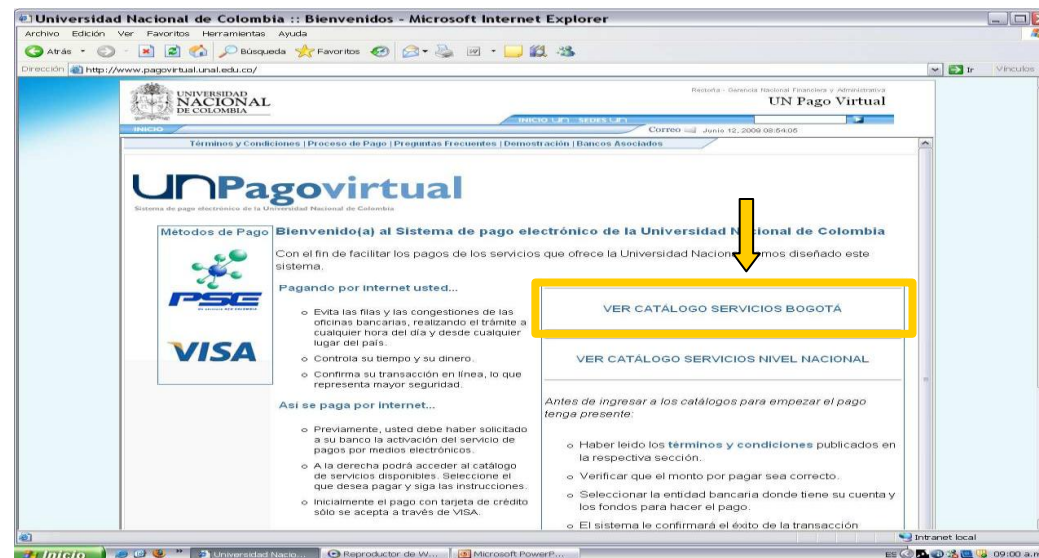 Universidad Nacional de Colombia :: Bienvenidos - Microsoft Internet Explorer
Archivo Edición Ver Favoritos Herramientas Ayuda
Atrás Búsqueda Favoritos
Dirección http://www.pagovirtual.unal.edu.co/ Ir Vínculos
UNIVERSIDAD
NACIONAL
DE COLOMBIA
Rectoría - Gerencia Nacional Financiera y Administrativa
UN Pago Virtual
INICIO U.N. SEDES U.N.
INICIO
Correo Junio 12, 2009 08:54:05
Términos y Condiciones | Proceso de Pago | Preguntas Frecuentes | Demostración | Bancos Asociados
UNPagovirtual
Sistema de pago electrónico de la Universidad Nacional de Colombia
Métodos de Pago
PSE
VISA
Bienvenido(a) al Sistema de pago electrónico de la Universidad N cional de Colombia
Con el fin de facilitar los pagos de los servicios que ofrece la Universidad Nacion mos diseñado este
sistema.
Pagando por internet usted...
Evita las filas y las congestiones de las
oficinas bancarias, realizando el trámite a
cualquier hora del día y desde cualquier
lugar del país.
Controla su tiempo y su dinero.
Confirma su transacción en línea, lo que
representa mayor seguridad.
Así se paga por internet...
Previamente, usted debe haber solicitado
a su banco la activación del servicio de
pagos por medios electrónicos.
A la derecha podrá acceder al catálogo
de servicios disponibles. Seleccione el
que desea pagar y siga las instrucciones.
Inicialmente el pago con tarjeta de crédito
sólo se acepta a través de VISA.
VER CATÁLOGO SERVICIOS BOGOTÁ
VER CATÁLOGO SERVICIOS NIVEL NACIONAL
Antes de ingresar a los catálogos para empezar el pago
tenga presente:
Haber leido los términos y condiciones publicados en
la respectiva sección.
Verificar que el monto por pagar sea correcto.
Seleccionar la entidad bancaria donde tiene su cuenta y
los fondos para hacer el pago.
El sistema le confirmará el éxito de la transacción
Intranet local
Inicio Universidad Nacio... Reproductor de W... Microsoft PowerP... ES 09:00 a.m.